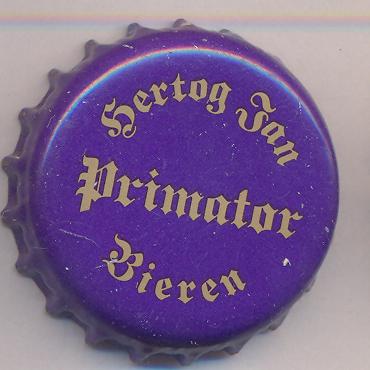 Hertog Jan
Primator
Bieren